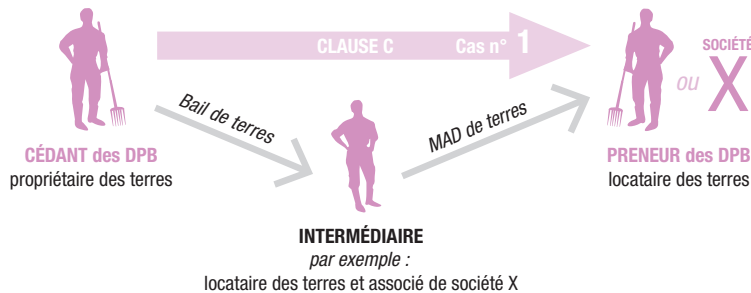 CLAUSE C Cas n° 1
SOCIÉTÉ
ou X
Bail de terres
MAD de terres
CÉDANT des DPB
propriétaire des terres
PRENEUR des DPB
locataire des terres
INTERMÉDIAIRE
par exemple :
locataire des terres et associé de société X